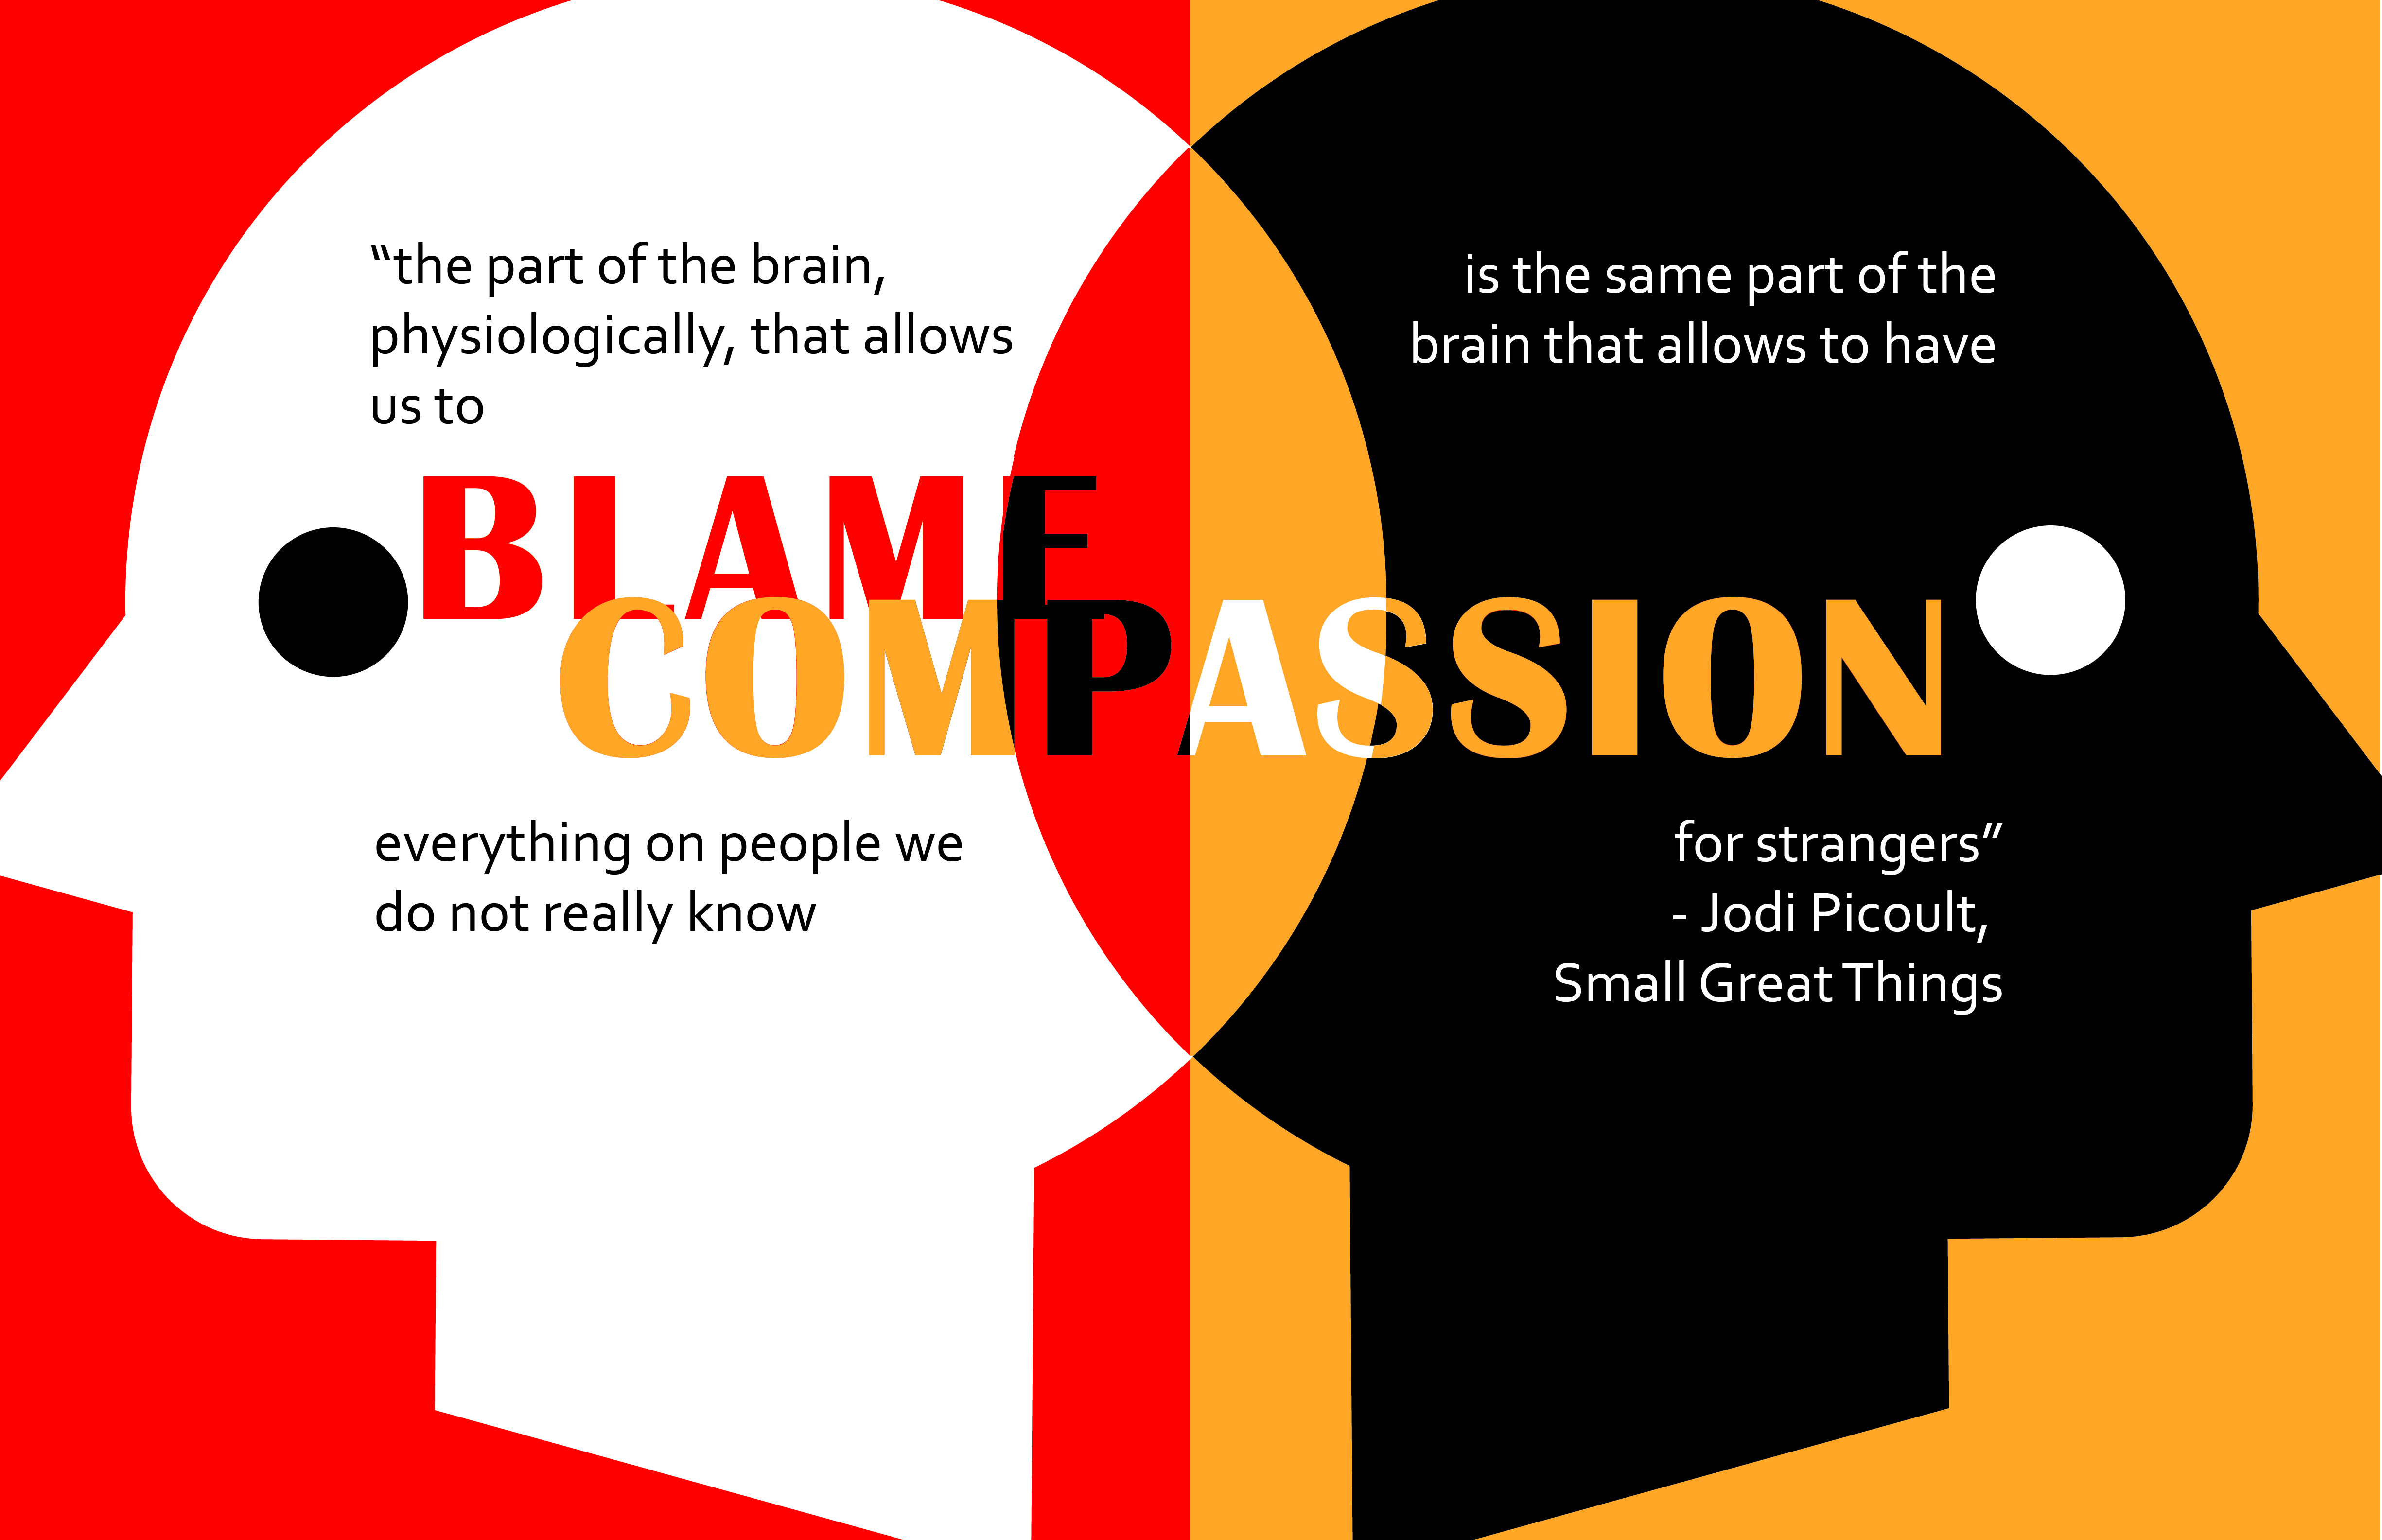 “the part of the brain,
physiologically, that allows
us to
BLAME
everything on people we
do not really know
is the same part of the
brain that allows to have
COMPASSION
for strangers”
- Jodi Picoult,
Small Great Things